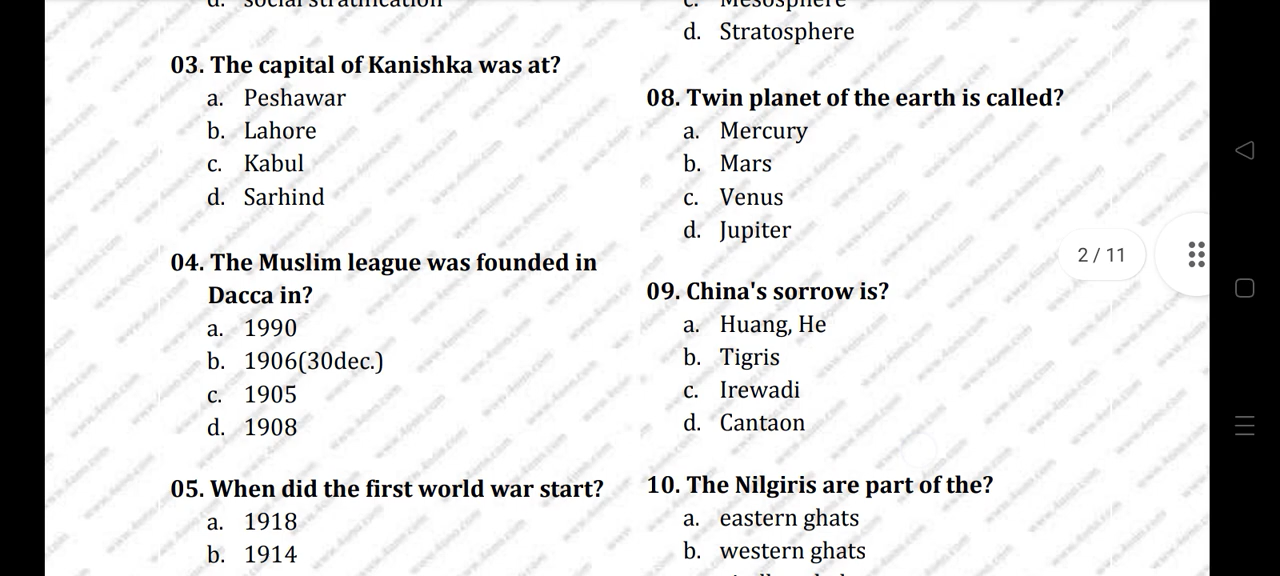 d. social stratification
03. The capital of Kanishka was at?
a. Peshawar
b. Lahore
c. Kabul
d. Sarhind
04. The Muslim league was founded in
Dacca in?
a. 1990
b. 1906(30dec.)
c. 1905
d. 1908
05. When did the first world war start?
a. 1918
b. 1914
c. Mesosphere
d. Stratosphere
08. Twin planet of the earth is called?
a. Mercury
b. Mars
c. Venus
d. Jupiter
09. China's sorrow is?
a. Huang, He
b. Tigris
c. Irewadi
d. Cantaon
10. The Nilgiris are part of the?
a. eastern ghats
b. western ghats
2 / 11